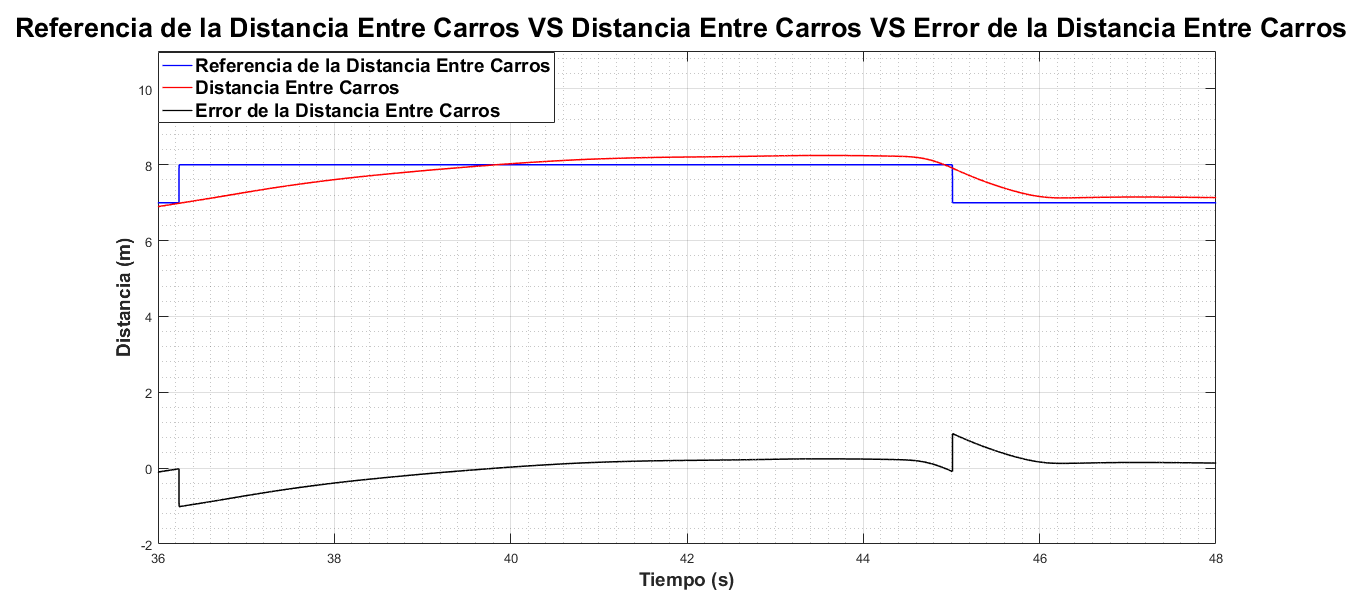 Referencia de la Distancia Entre Carros VS Distancia Entre Carros VS Error de la Distancia Entre Carros
Referencia de la Distancia Entre Carros
Distancia Entre Carros
Error de la Distancia Entre Carros
Distancia (m)
10
8
6
4
2
0
-2
36
38
40
42
44
46
48
Tiempo (s)